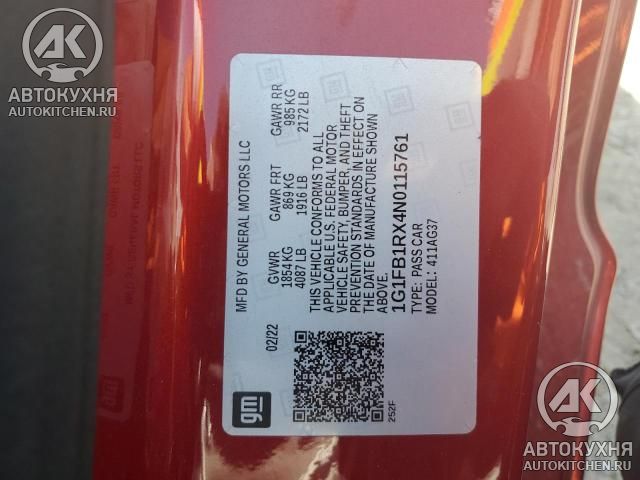 АВТОКУХНЯ
AUTOKITCHEN.RU
MFD BY GENERAL MOTORS LLC
02/22
GVWR
1854 KG
4087 LB
GAWR FRT
869 KG
1916 LB
GAWR RR
985 KG
2172 LB
THIS VEHICLE CONFORMS TO ALL
APPLICABLE U.S. FEDERAL MOTOR
VEHICLE SAFETY, BUMPER, AND THEFT
PREVENTION STANDARDS IN EFFECT ON
THE DATE OF MANUFACTURE SHOWN
ABOVE.
1G1FB1RX4N0115761
TYPE: PASS CAR
MODEL: 411AG37
gm
252F
АВТОКУХНЯ
AUTOKITCHEN.RU